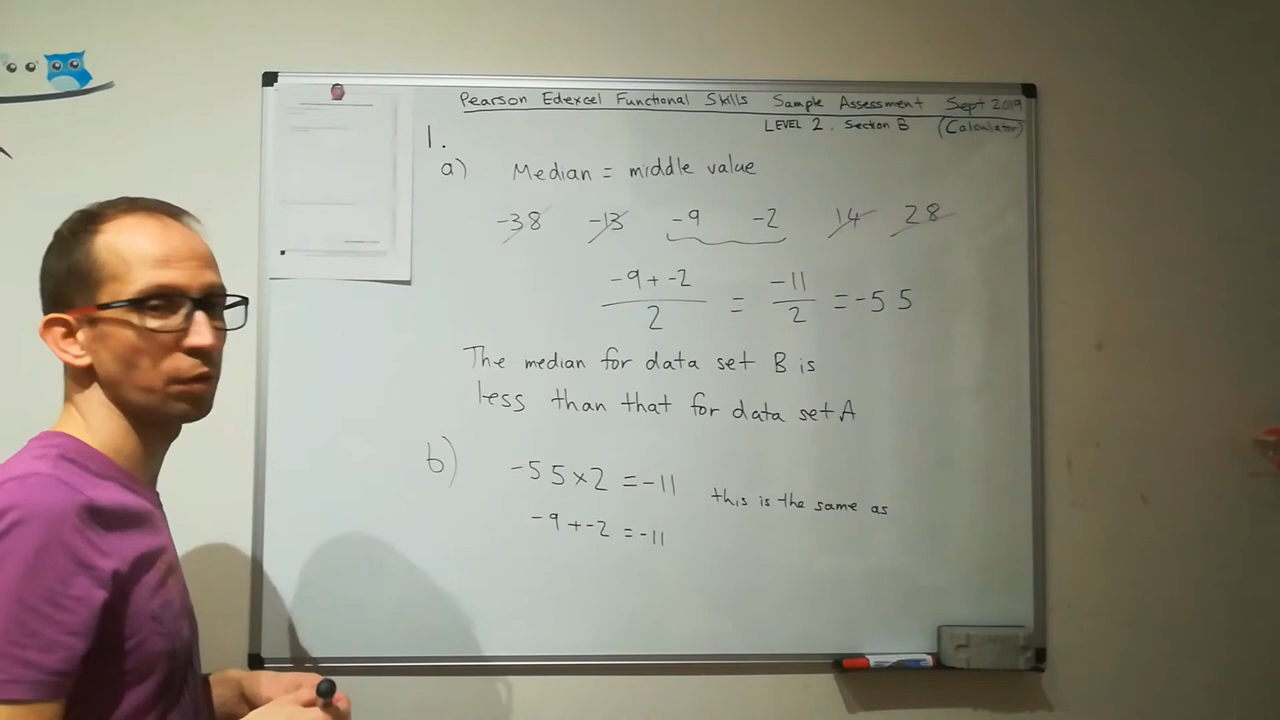 Pearson Edexcel Functional Skills Sample Assessment Sept 2019
LEVEL 2. Section B (Calculator)
1.
a) Median = middle value
-38 -13 -9 -2 14 28
-9 + -2 / 2 = -11 / 2 = -5 5
The median for data set B is
less than that for data set A
b) -5 5 × 2 = -11 this is the same as
-9 + -2 = -11